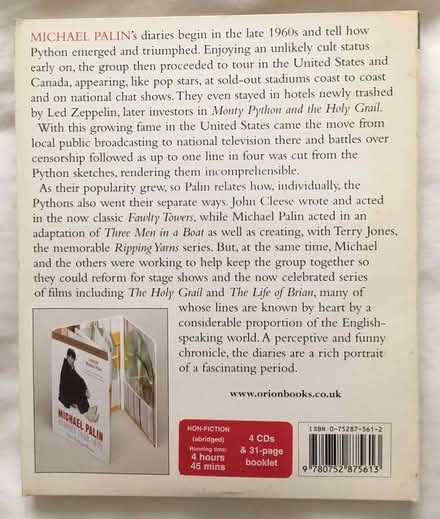 MICHAEL PALIN's diaries begin in the late 1960s and tell how
Python emerged and triumphed. Enjoying an unlikely cult status
early on, the group then proceeded to tour in the United States and
Canada, appearing, like pop stars, at sold-out stadiums coast to coast
and on national chat shows. They even stayed in hotels newly trashed
by Led Zeppelin, later investors in Monty Python and the Holy Grail.
With this growing fame in the United States came the move from
local public broadcasting to national television there and battles over
censorship followed as up to one line in four was cut from the
Python sketches, rendering them incomprehensible.
As their popularity grew, so Palin relates how, individually, the
Pythons also went their separate ways. John Cleese wrote and acted
in the now classic Fawlty Towers, while Michael Palin acted in an
adaptation of Three Men in a Boat as well as creating, with Terry Jones,
the memorable Ripping Yarns series. But, at the same time, Michael
and the others were working to help keep the group together so
they could reform for stage shows and the now celebrated series
of films including The Holy Grail and The Life of Brian, many of
whose lines are known by heart by a
considerable proportion of the English-
speaking world. A perceptive and funny
chronicle, the diaries are a rich portrait
of a fascinating period.
www.orionbooks.co.uk
MICHAEL PALIN
NON-FICTION
(abridged)
Running time:
4 hours
45 mins
4 CDs
& 31-page
booklet
ISBN 0-75287-561-2
9 780752 875613